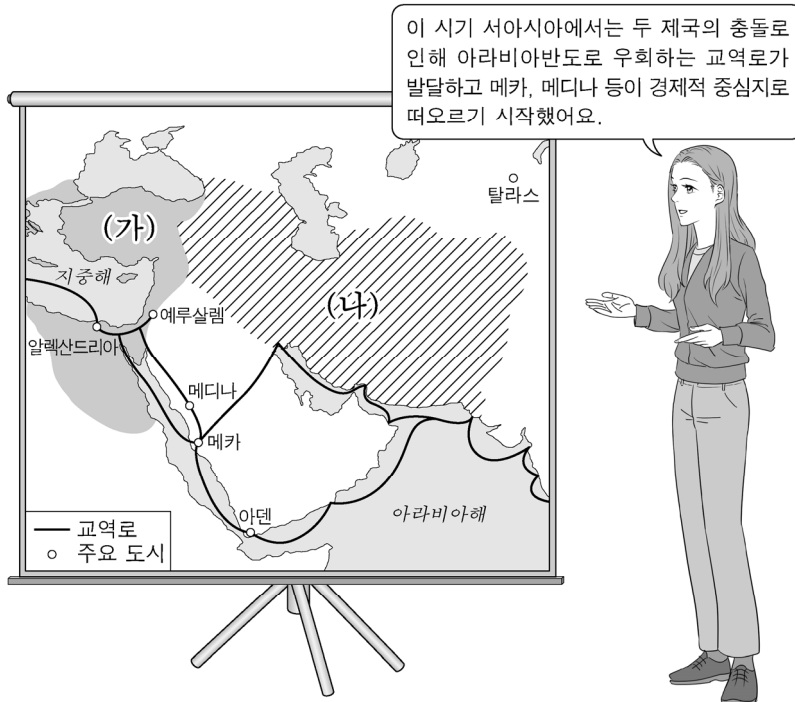 이 시기 서아시아에서는 두 제국의 충돌로
인해 아라비아반도로 우회하는 교역로가
발달하고 메카, 메디나 등이 경제적 중심지로
떠오르기 시작했어요.
탈라스
(가)
지중해
(나)
예루살렘
알렉산드리아
메디나
메카
아덴
아라비아해
교역로
주요 도시